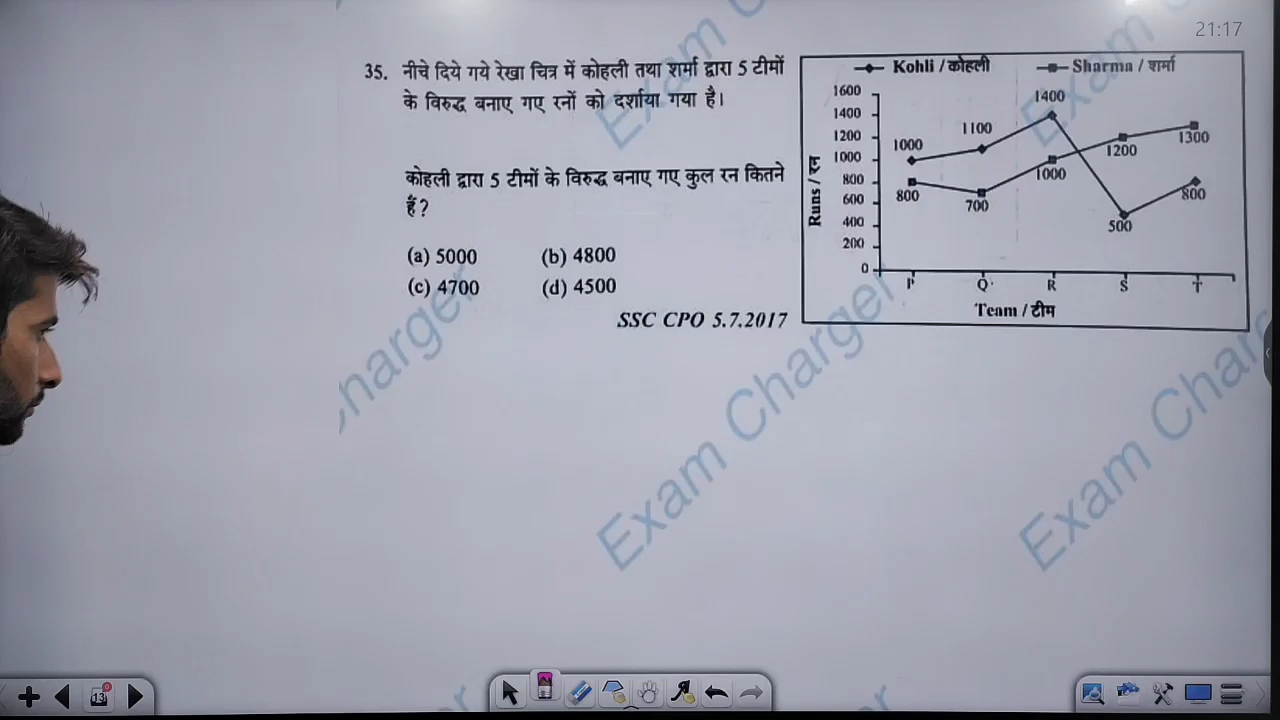 21:17
35. नीचे दिये गये रेखा चित्र में कोहली तथा शर्मा द्वारा 5 टीमों
के विरुद्ध बनाए गए रनों को दर्शाया गया है।
कोहली द्वारा 5 टीमों के विरुद्ध बनाए गए कुल रन कितने
हैं?
(a) 5000 (b) 4800
(c) 4700 (d) 4500
SSC CPO 5.7.2017
Kohli / कोहली Sharma / शर्मा
1600
1400
1200
1000
800
600
400
200
0
Runs / रन
1000
1100
1400
500
800
800
700
1000
1200
1300
P Q R S T
Team / टीम
Exam Charger
Exam Charger
Exam Charger
Charger
13